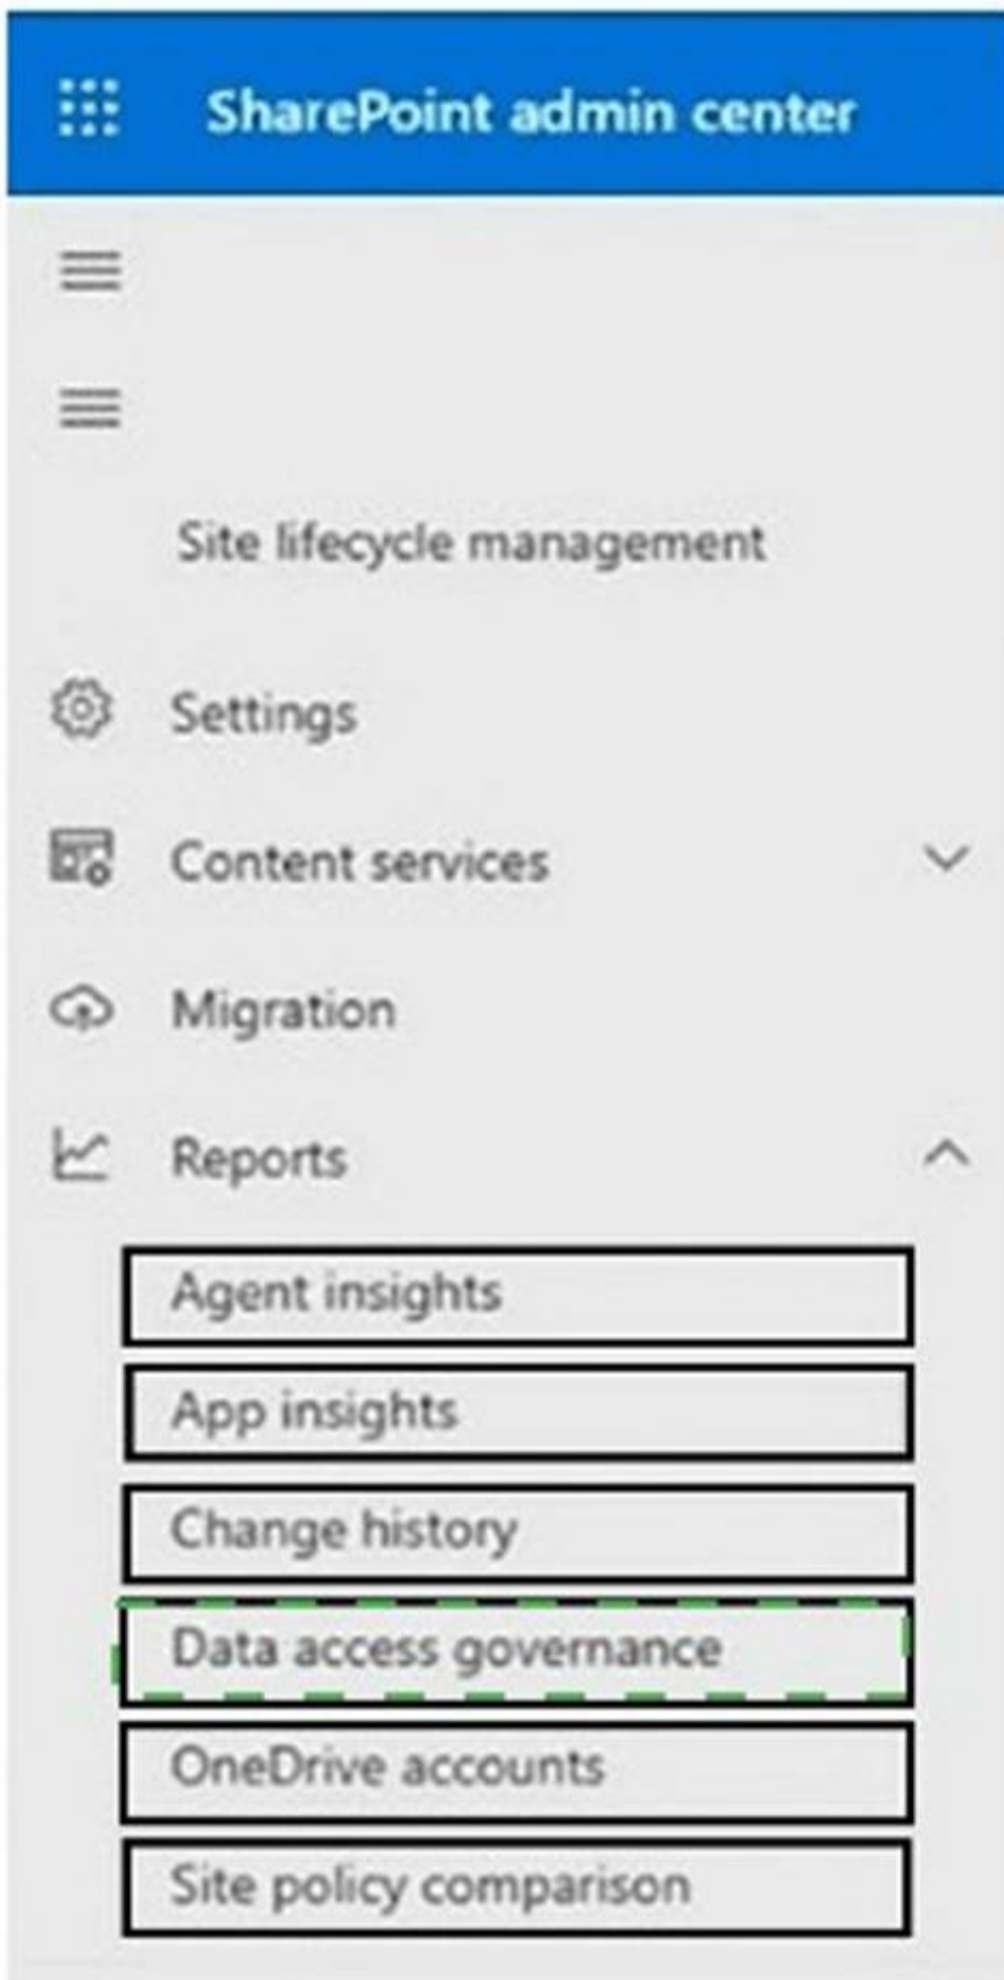 SharePoint admin center
Site lifecycle management
Settings
Content services
Migration
Reports
Agent insights
App insights
Change history
Data access governance
OneDrive accounts
Site policy comparison